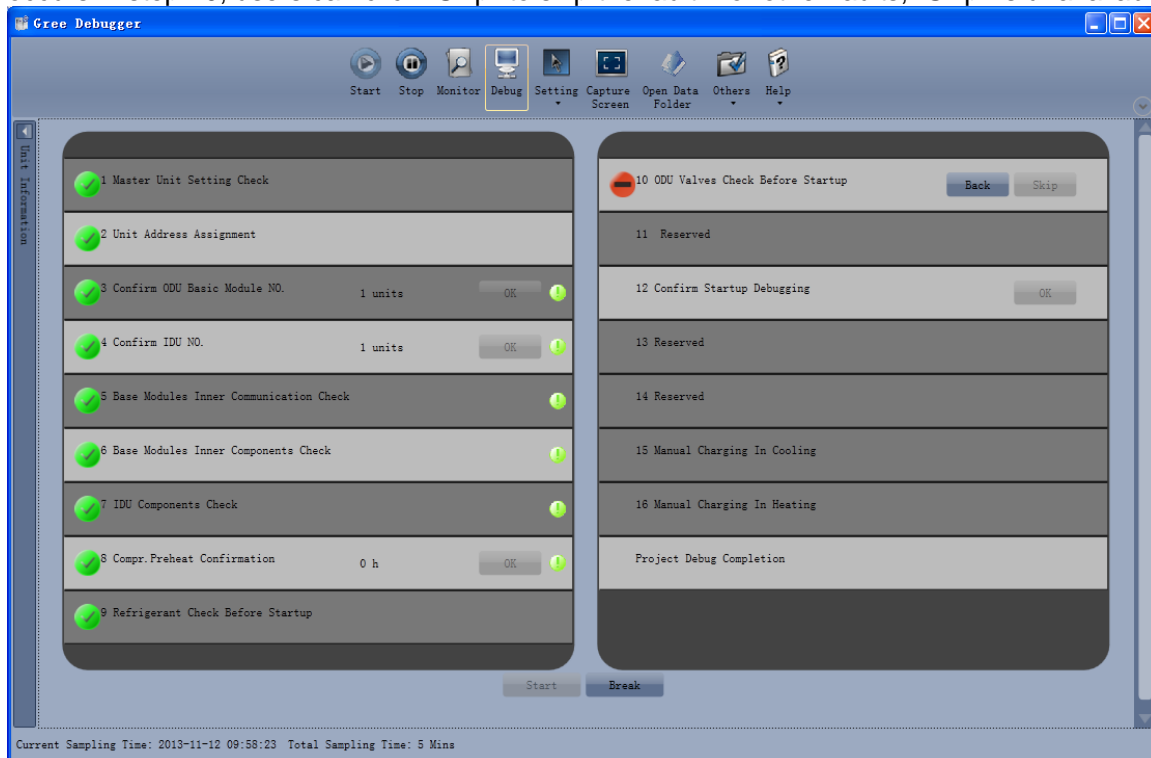 Gree Debugger
Start Stop Monitor Debug Setting Capture Screen Open Data Folder Others Help
Unit Information
1 Master Unit Setting Check
2 Unit Address Assignment
3 Confirm ODU Basic Module NO. 1 units OK
4 Confirm IDU NO. 1 units OK
5 Base Modules Inner Communication Check
6 Base Modules Inner Components Check
7 IDU Components Check
8 Compr.Preheat Confirmation 0 h OK
9 Refrigerant Check Before Startup
10 ODU Valves Check Before Startup Back Skip
11 Reserved
12 Confirm Startup Debugging OK
13 Reserved
14 Reserved
15 Manual Charging In Cooling
16 Manual Charging In Heating
Project Debug Completion
Start Break
Current Sampling Time: 2013-11-12 09:58:23 Total Sampling Time: 5 Mins